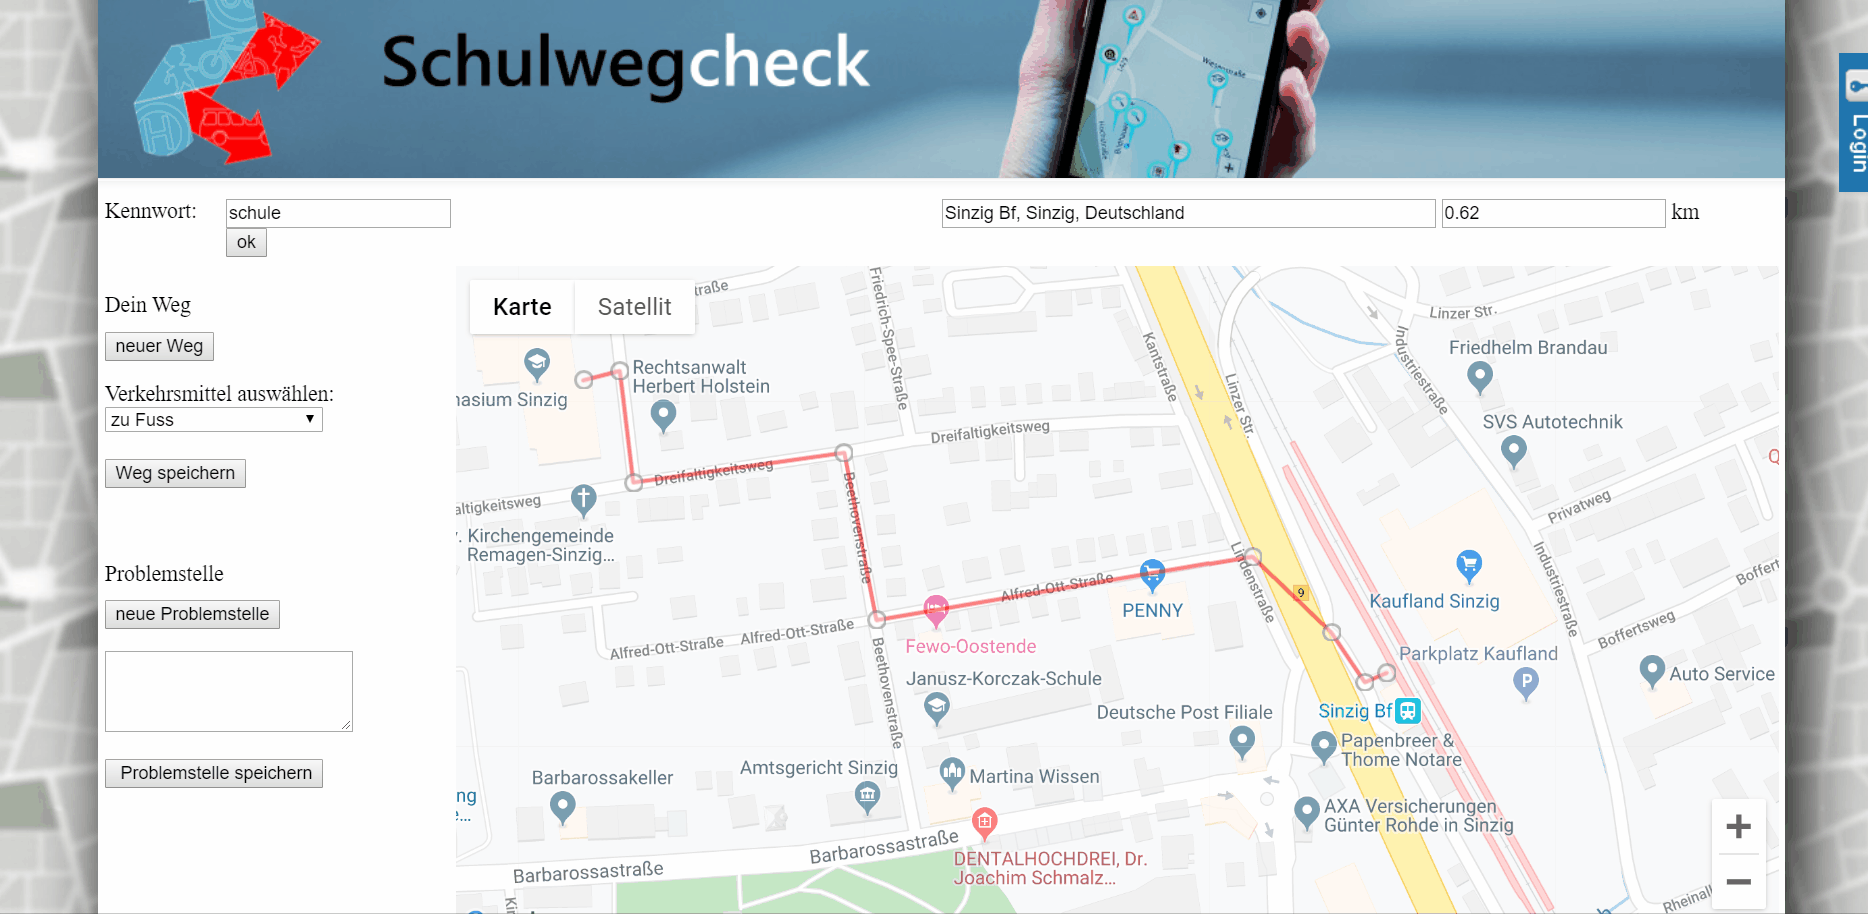 Schulwegcheck
Login
Kennwort:
schule
Sinzig Bf, Sinzig, Deutschland
0.62
km
ok
Dein Weg
neuer Weg
Verkehrsmittel auswählen:
zu Fuss
Weg speichern
Problemstelle
neue Problemstelle
Problemstelle speichern
Karte
Satellit
traße
Friedrich-Spee-Straße
Kantstraße
Linzer Str.
Linzer Str.
Industriestraße
Friedhelm Brandau
Rechtsanwalt
Herbert Holstein
nasium Sinzig
SVS Autotechnik
Dreifaltigkeitsweg
Dreifaltigkeitsweg
altigkeitsweg
Beethovenstraße
Privatweg
. Kirchengemeinde
Remagen-Sinzig...
Lindenstraße
Industriestraße
Boffert
9
Alfred-Ott-Straße
PENNY
Kaufland Sinzig
Boffertsweg
Alfred-Ott-Straße
Alfred-Ott-Straße
Fewo-Oostende
Beethovenstraße
Parkplatz Kaufland
P
Auto Service
Janusz-Korczak-Schule
Deutsche Post Filiale
Sinzig Bf
Papenbreer &
Thome Notare
Barbarossakeller
Amtsgericht Sinzig
Martina Wissen
ng
AXA Versicherungen
Günter Rohde in Sinzig
Barbarossastraße
Barbarossastraße
DENTALHOCHDREI, Dr.
Joachim Schmalz...
Rheinall
+
−